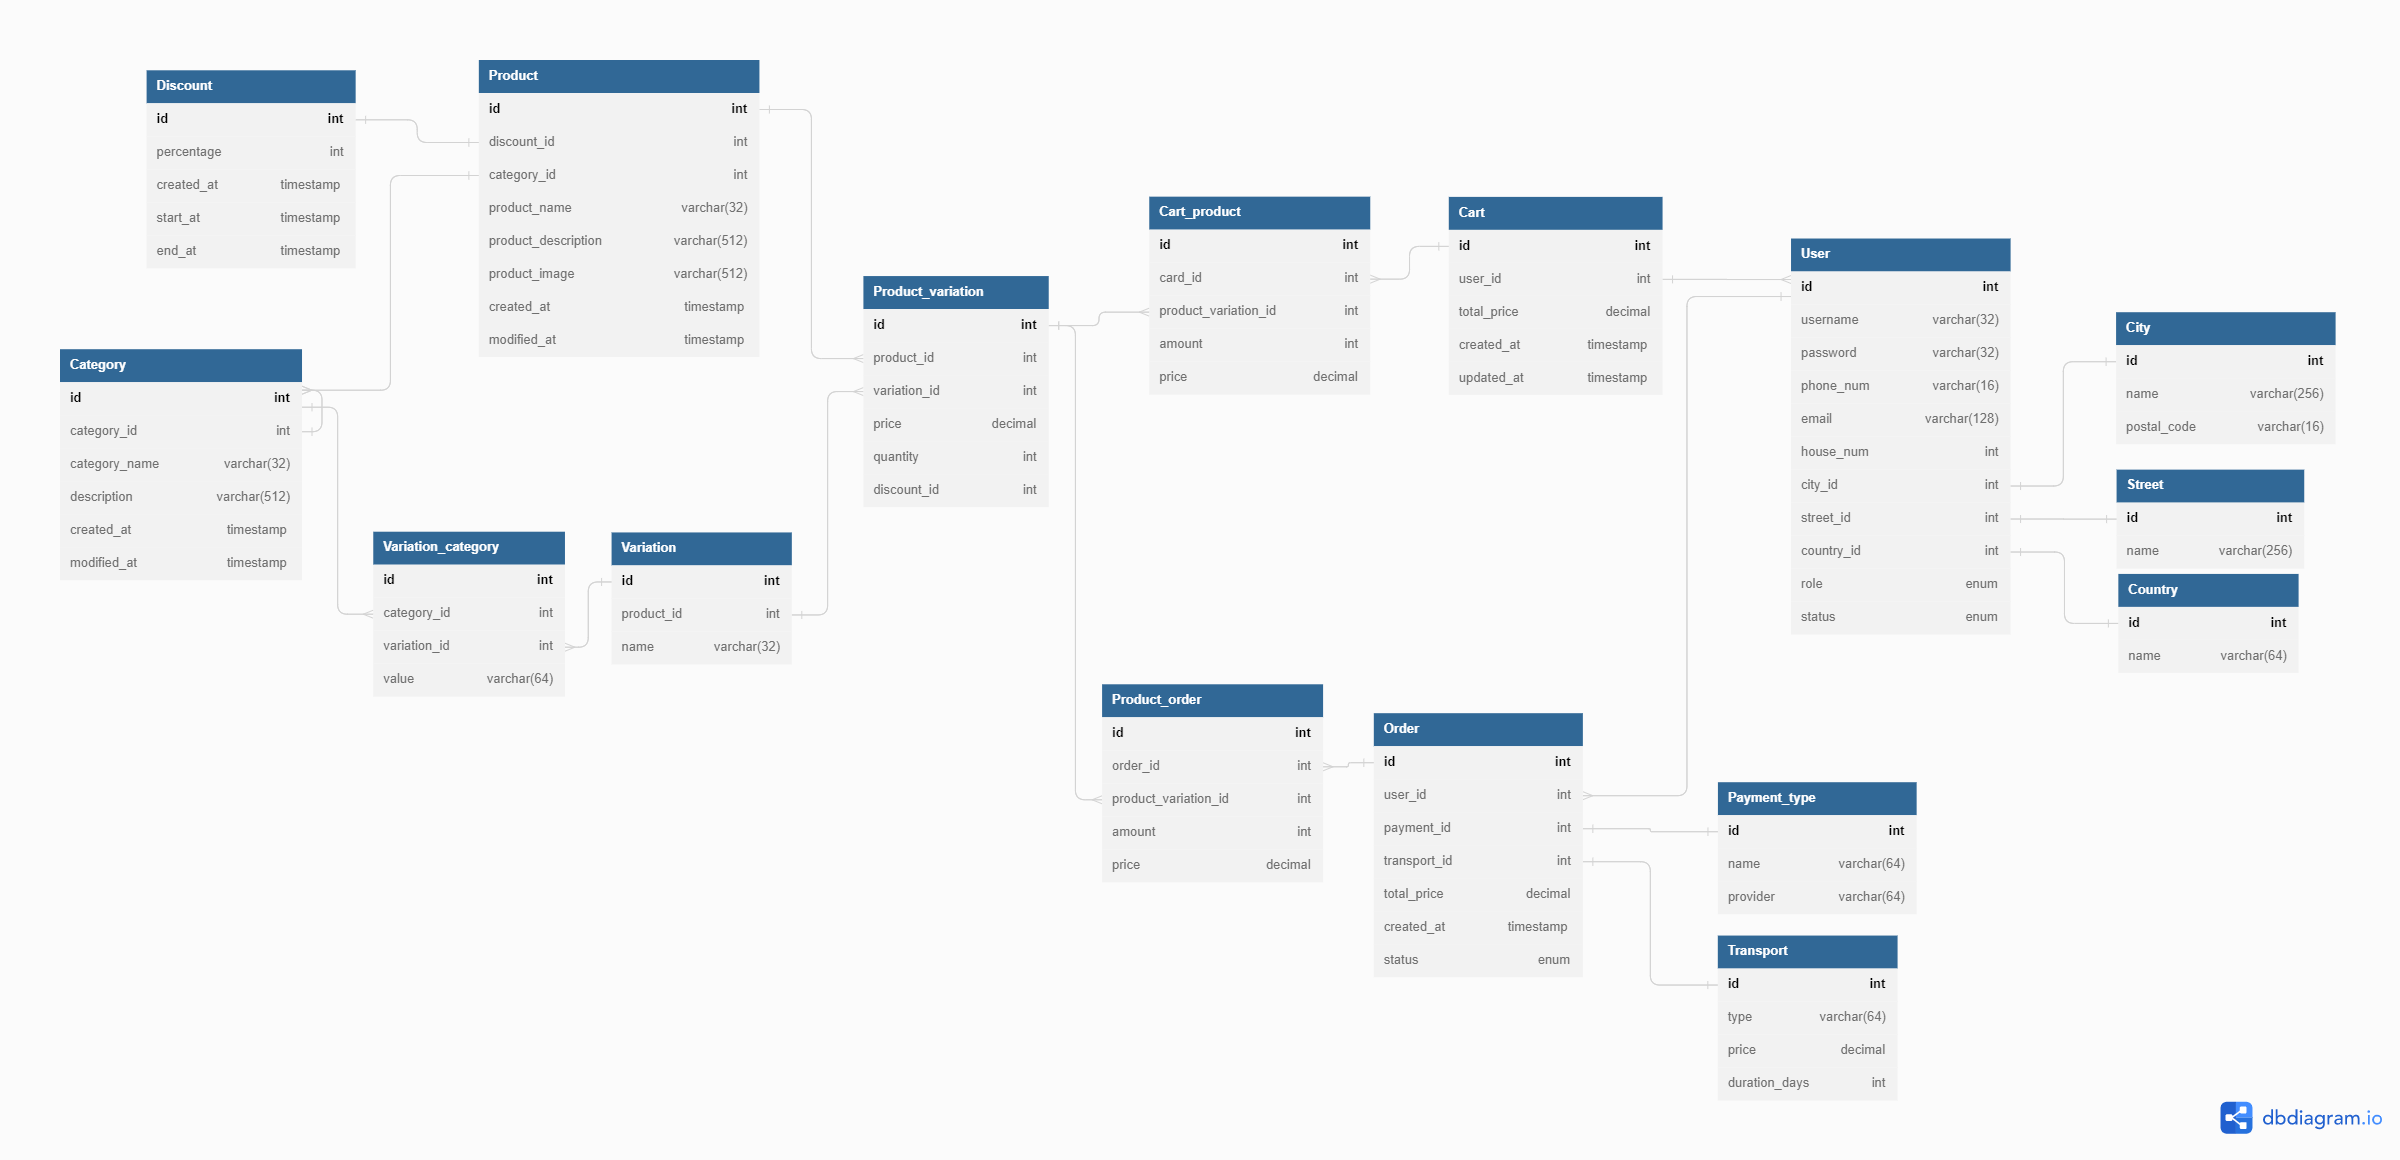 Discount
id int
percentage int
created_at timestamp
start_at timestamp
end_at timestamp
Product
id int
discount_id int
category_id int
product_name varchar(32)
product_description varchar(512)
product_image varchar(512)
created_at timestamp
modified_at timestamp
Category
id int
category_id int
category_name varchar(32)
description varchar(512)
created_at timestamp
modified_at timestamp
Variation_category
id int
category_id int
variation_id int
value varchar(64)
Variation
id int
product_id int
name varchar(32)
Product_variation
id int
product_id int
variation_id int
price decimal
quantity int
discount_id int
Cart_product
id int
card_id int
product_variation_id int
amount int
price decimal
Cart
id int
user_id int
total_price decimal
created_at timestamp
updated_at timestamp
User
id int
username varchar(32)
password varchar(32)
phone_num varchar(16)
email varchar(128)
house_num int
city_id int
street_id int
country_id int
role enum
status enum
City
id int
name varchar(256)
postal_code varchar(16)
Street
id int
name varchar(256)
Country
id int
name varchar(64)
Product_order
id int
order_id int
product_variation_id int
amount int
price decimal
Order
id int
user_id int
payment_id int
transport_id int
total_price decimal
created_at timestamp
status enum
Payment_type
id int
name varchar(64)
provider varchar(64)
Transport
id int
type varchar(64)
price decimal
duration_days int
dbdiagram.io